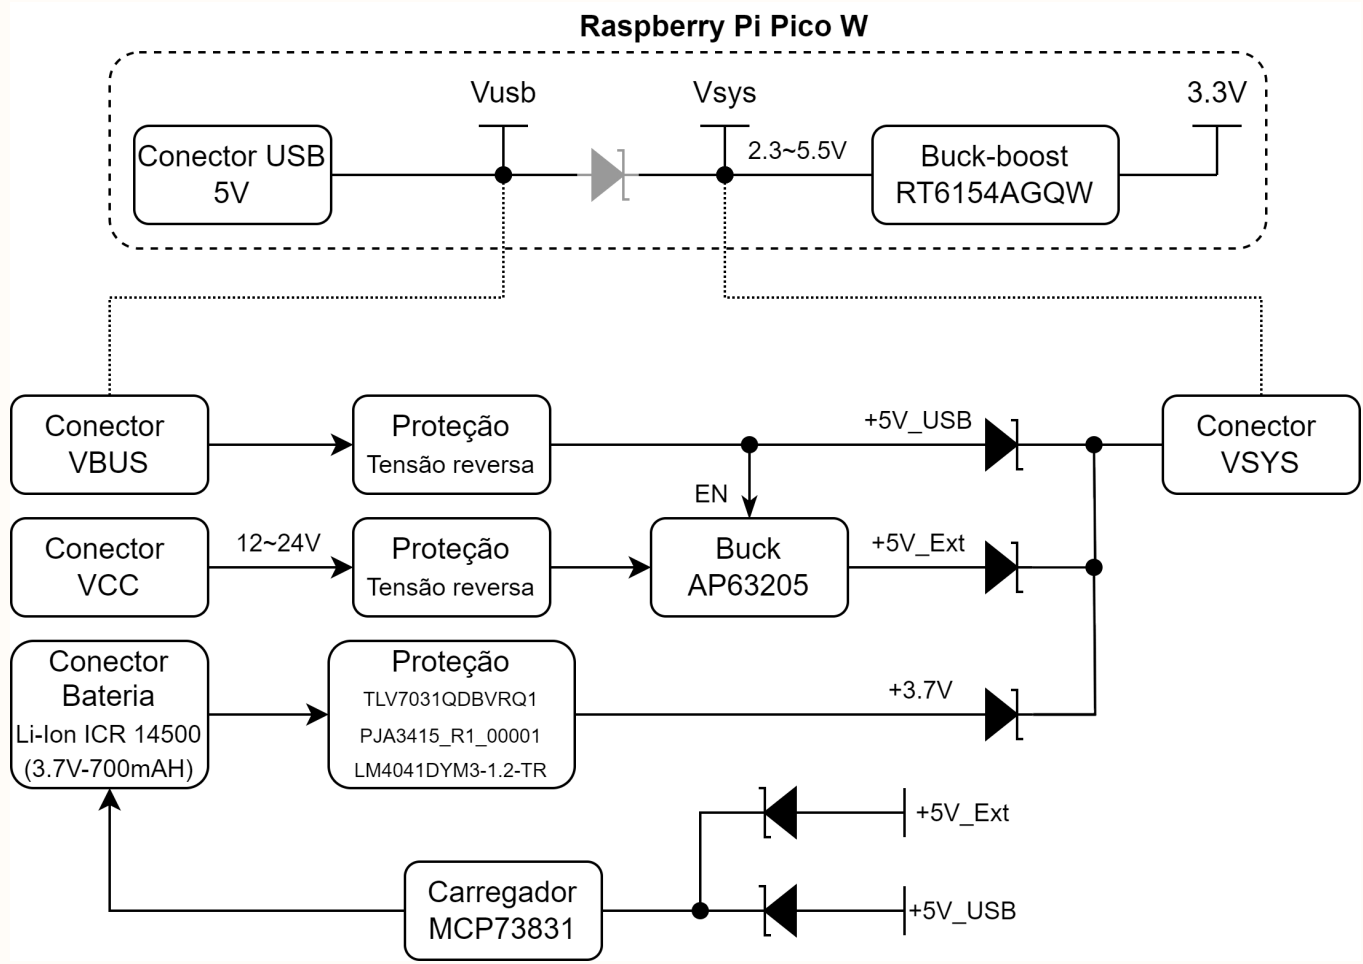 Raspberry Pi Pico W
Vusb
Vsys
3.3V
Conector USB
5V
2.3~5.5V
Buck-boost
RT6154AGQW
Conector
VBUS
Proteção
Tensão reversa
+5V_USB
Conector
VSYS
EN
Conector
VCC
12~24V
Proteção
Tensão reversa
Buck
AP63205
+5V_Ext
Conector
Bateria
Li-Ion ICR 14500
(3.7V-700mAH)
Proteção
TLV7031QDBVRQ1
PJA3415_R1_00001
LM4041DYM3-1.2-TR
+3.7V
+5V_Ext
Carregador
MCP73831
+5V_USB